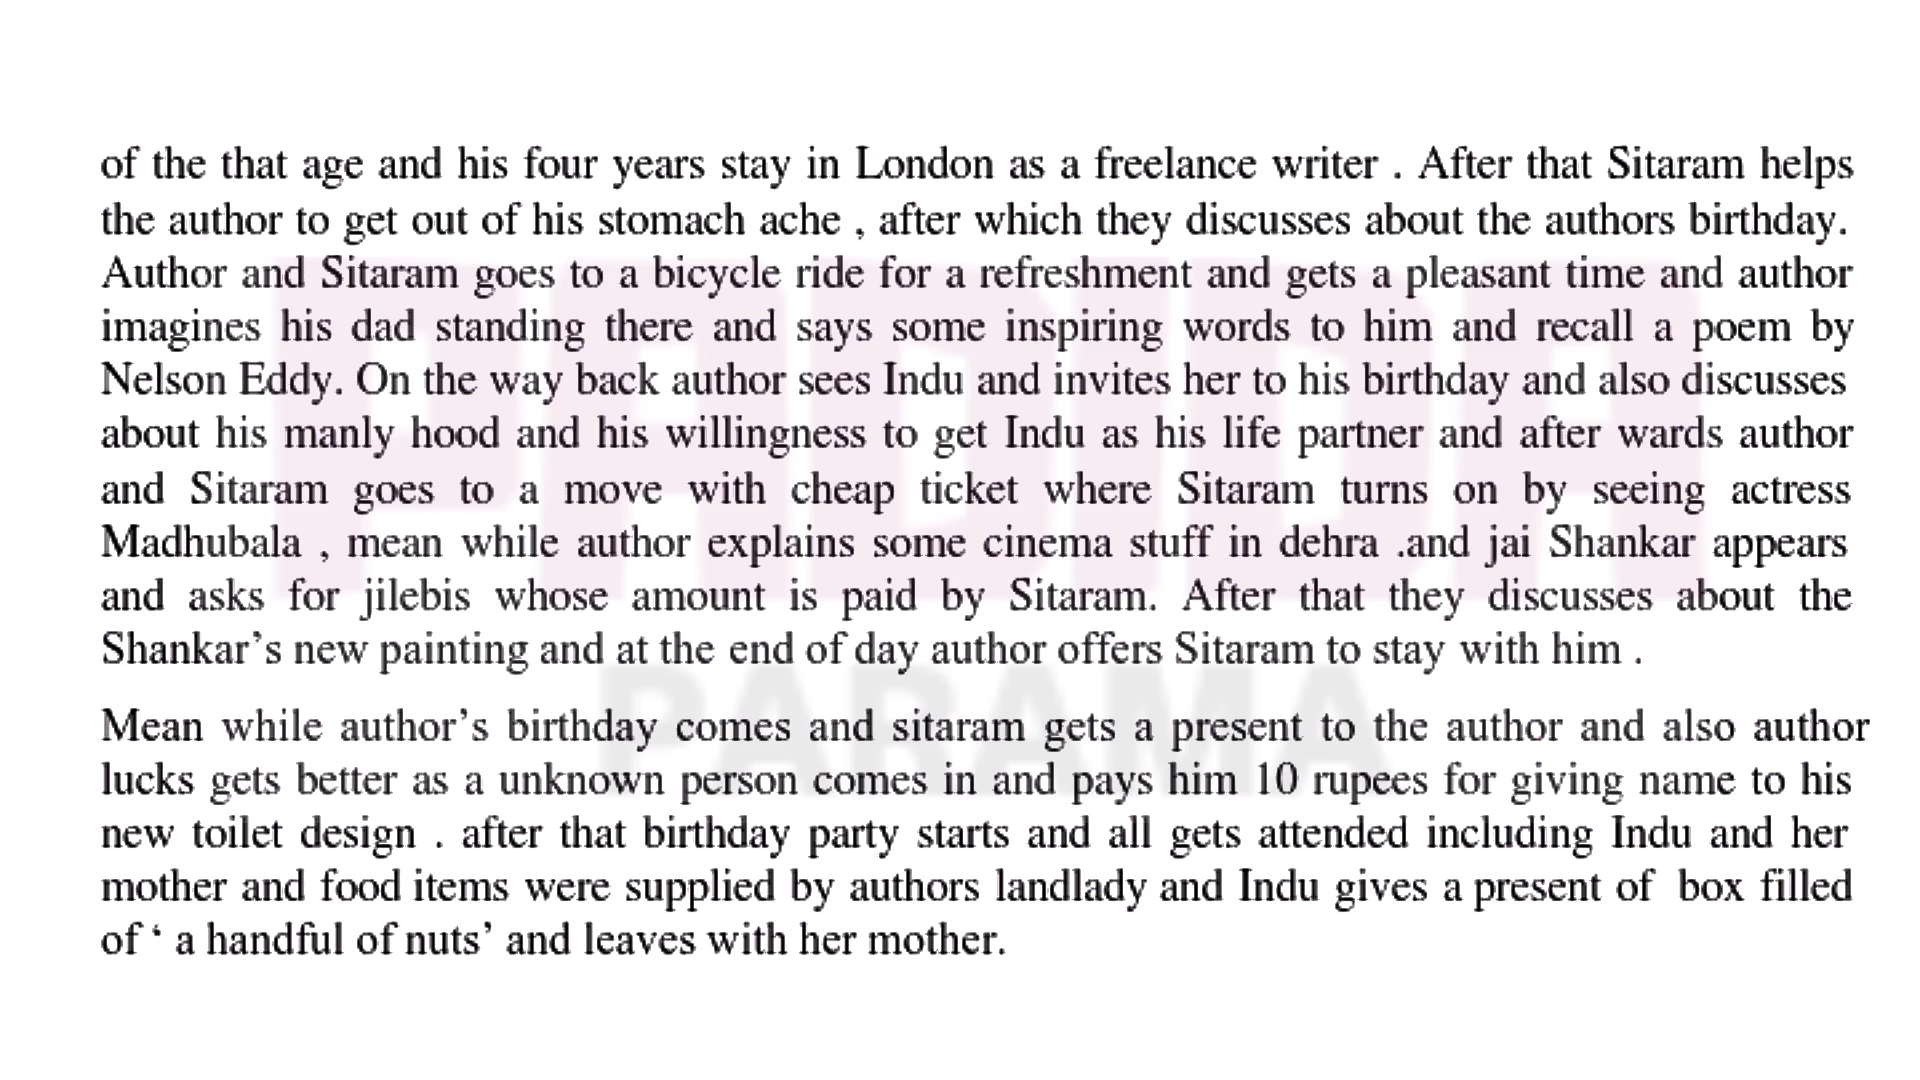 of the that age and his four years stay in London as a freelance writer . After that Sitaram helps
the author to get out of his stomach ache , after which they discusses about the authors birthday.
Author and Sitaram goes to a bicycle ride for a refreshment and gets a pleasant time and author
imagines his dad standing there and says some inspiring words to him and recall a poem by
Nelson Eddy. On the way back author sees Indu and invites her to his birthday and also discusses
about his manly hood and his willingness to get Indu as his life partner and after wards author
and Sitaram goes to a move with cheap ticket where Sitaram turns on by seeing actress
Madhubala , mean while author explains some cinema stuff in dehra .and jai Shankar appears
and asks for jilebis whose amount is paid by Sitaram. After that they discusses about the
Shankar’s new painting and at the end of day author offers Sitaram to stay with him .
Mean while author’s birthday comes and sitaram gets a present to the author and also author
lucks gets better as a unknown person comes in and pays him 10 rupees for giving name to his
new toilet design . after that birthday party starts and all gets attended including Indu and her
mother and food items were supplied by authors landlady and Indu gives a present of box filled
of ‘ a handful of nuts’ and leaves with her mother.
PADIDA
PARAMA